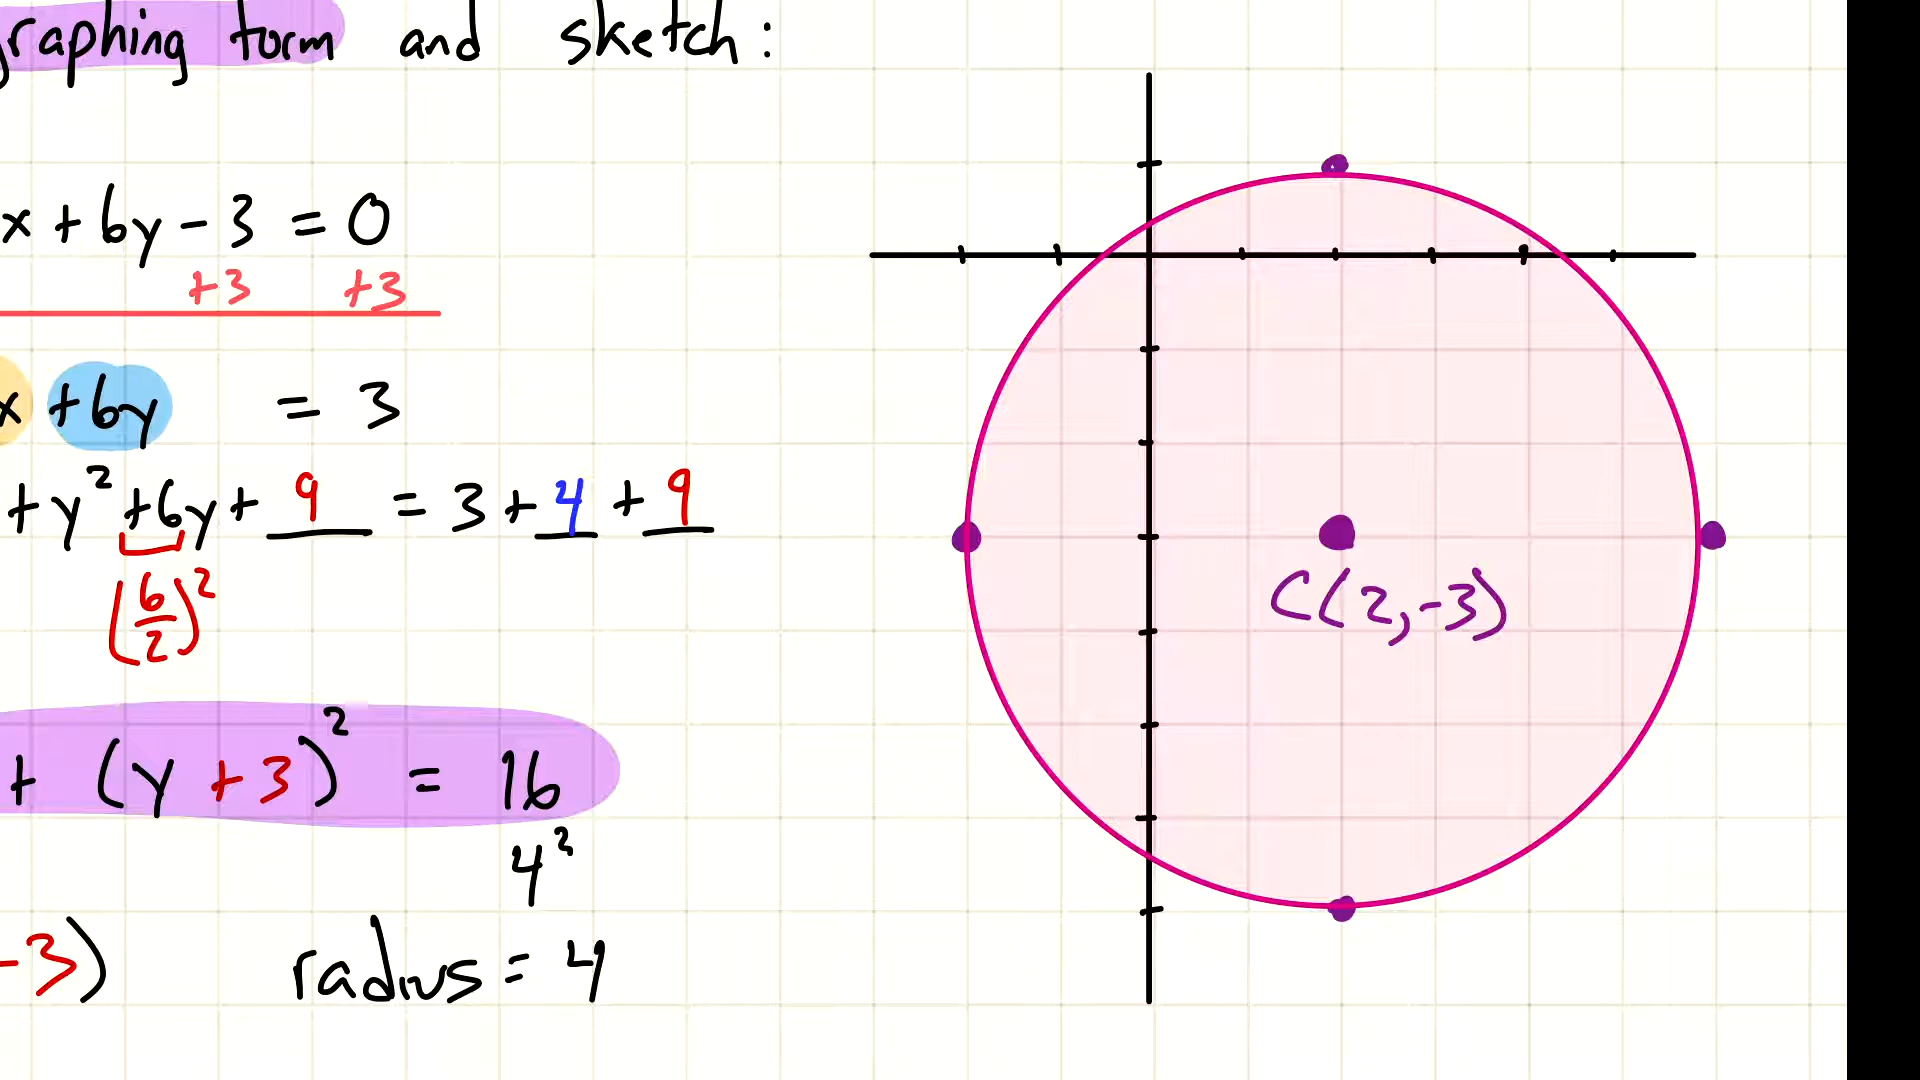 graphing form and sketch:
x + 6y - 3 = 0
+3 +3
x + 6y = 3
+ y² + 6y + 9 = 3 + 4 + 9
(6/2)²
C(2, -3)
+ (y + 3)² = 16
4²
-3) radius = 4